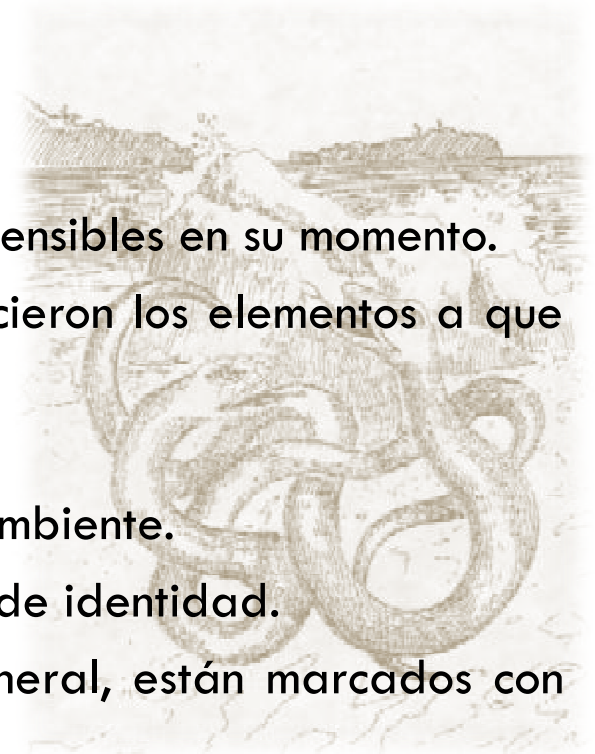 ensibles en su momento.
cieron los elementos a que
mbiente.
de identidad.
neral, están marcados con